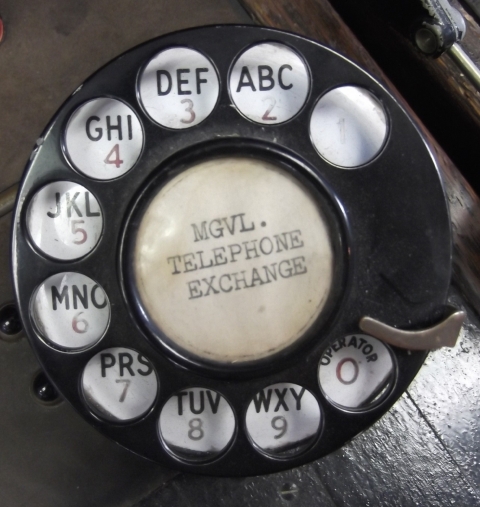 MGVL.
TELEPHONE
EXCHANGE
1
ABC
2
DEF
3
GHI
4
JKL
5
MNO
6
PRS
7
TUV
8
WXY
9
OPERATOR
0